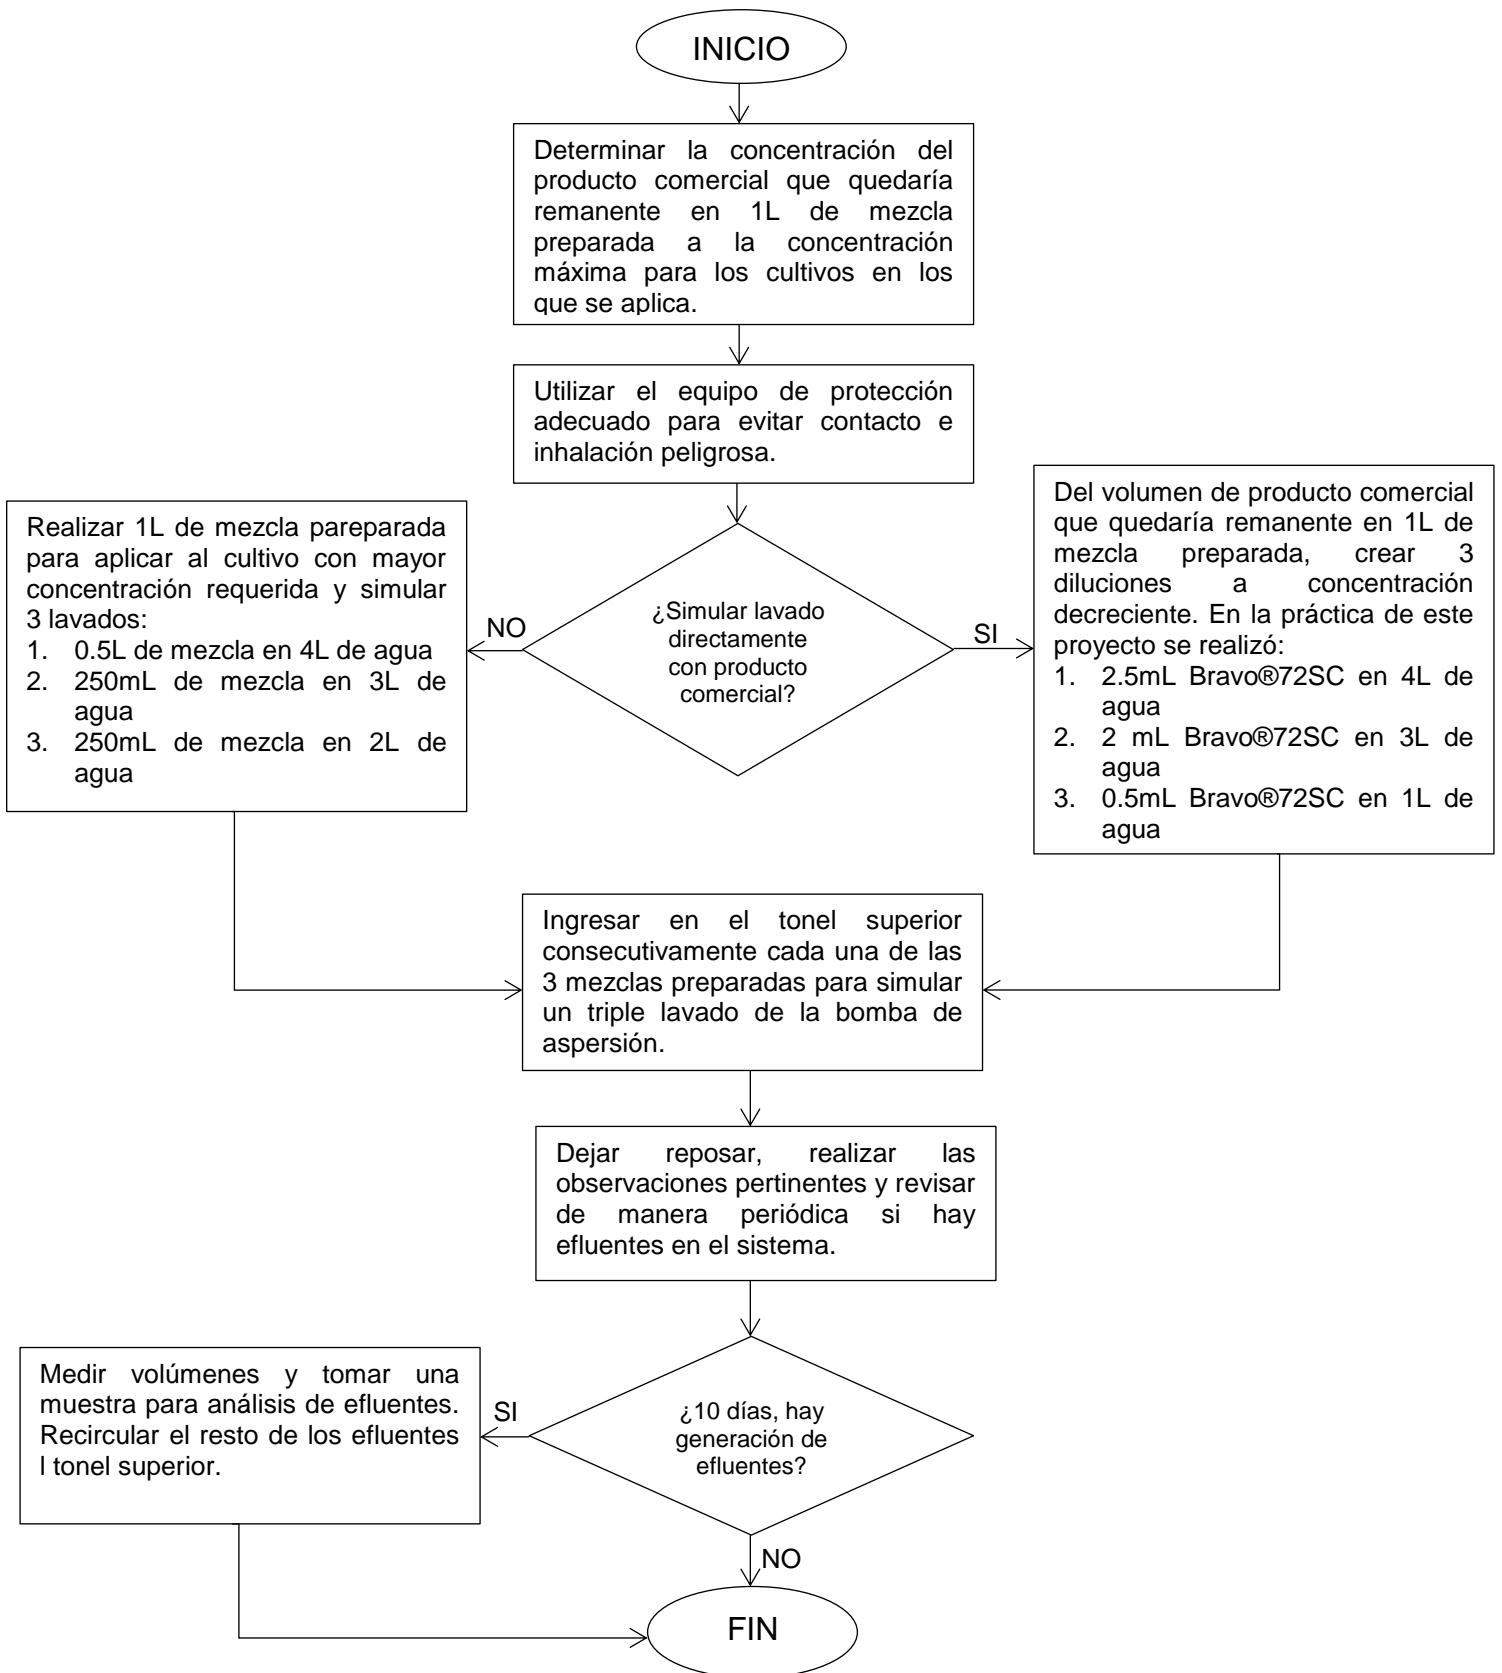 INICIO
Determinar la concentración del
producto comercial que quedaría
remanente en 1L de mezcla
preparada a la concentración
máxima para los cultivos en los
que se aplica.
Utilizar el equipo de protección
adecuado para evitar contacto e
inhalación peligrosa.
¿Simular lavado
directamente
con producto
comercial?
NO
SI
Realizar 1L de mezcla pareparada
para aplicar al cultivo con mayor
concentración requerida y simular
3 lavados:
1. 0.5L de mezcla en 4L de agua
2. 250mL de mezcla en 3L de
agua
3. 250mL de mezcla en 2L de
agua
Del volumen de producto comercial
que quedaría remanente en 1L de
mezcla preparada, crear 3
diluciones a concentración
decreciente. En la práctica de este
proyecto se realizó:
1. 2.5mL Bravo®72SC en 4L de
agua
2. 2 mL Bravo®72SC en 3L de
agua
3. 0.5mL Bravo®72SC en 1L de
agua
Ingresar en el tonel superior
consecutivamente cada una de las
3 mezclas preparadas para simular
un triple lavado de la bomba de
aspersión.
Dejar reposar, realizar las
observaciones pertinentes y revisar
de manera periódica si hay
efluentes en el sistema.
¿10 días, hay
generación de
efluentes?
SI
NO
Medir volúmenes y tomar una
muestra para análisis de efluentes.
Recircular el resto de los efluentes
l tonel superior.
FIN